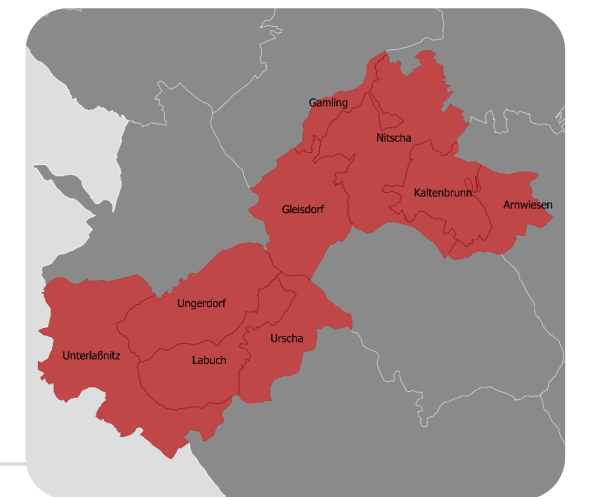 Gamling
Nitscha
Kaltenbrunn
Arnwiesen
Gleisdorf
Ungerdorf
Urscha
Unterlaßnitz
Labuch